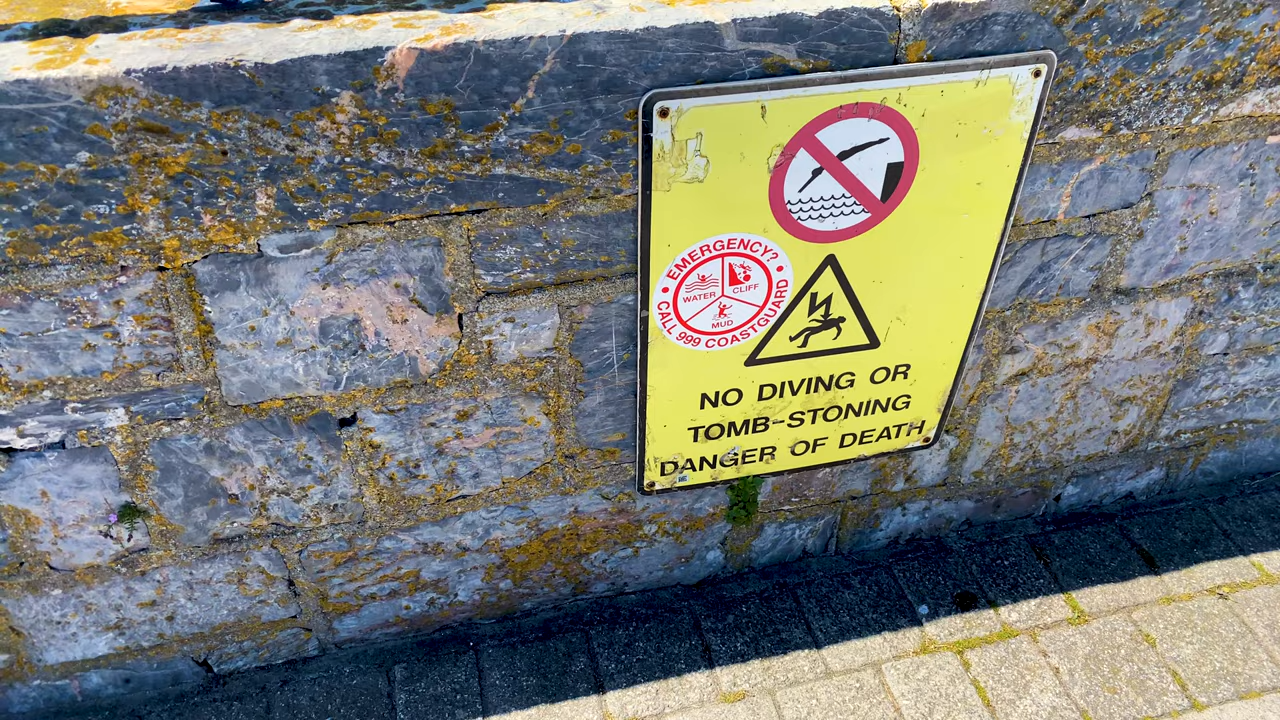 EMERGENCY?
WATER
CLIFF
MUD
CALL 999 COASTGUARD
NO DIVING OR
TOMB-STONING
DANGER OF DEATH